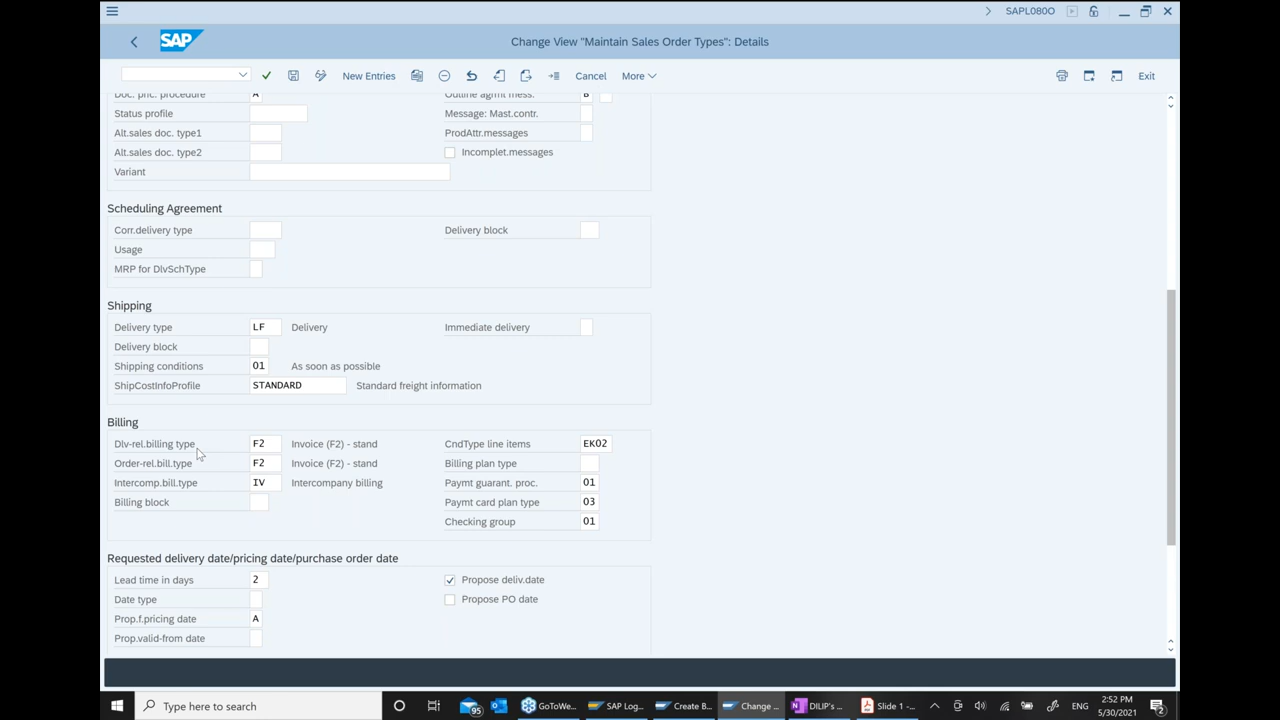 SAPL080O
SAP
Change View "Maintain Sales Order Types": Details
New Entries
Cancel
More
Exit
Doc. pric. procedure A Outline agrmt mess. B
Status profile Message: Mast.contr.
Alt.sales doc. type1 ProdAttr.messages
Alt.sales doc. type2 Incomplet.messages
Variant
Scheduling Agreement
Corr.delivery type Delivery block
Usage
MRP for DlvSchType
Shipping
Delivery type LF Delivery Immediate delivery
Delivery block
Shipping conditions 01 As soon as possible
ShipCostInfoProfile STANDARD Standard freight information
Billing
Dlv-rel.billing type F2 Invoice (F2) - stand CndType line items EK02
Order-rel.bill.type F2 Invoice (F2) - stand Billing plan type
Intercomp.bill.type IV Intercompany billing Paymt guarant. proc. 01
Billing block Paymt card plan type 03
Checking group 01
Requested delivery date/pricing date/purchase order date
Lead time in days 2 Propose deliv.date
Date type Propose PO date
Prop.f.pricing date A
Prop.valid-from date
Type here to search
95
GoToWe...
SAP Log...
Create B...
Change ...
DILIP's ...
Slide 1 -...
ENG
2:52 PM
5/30/2021
2